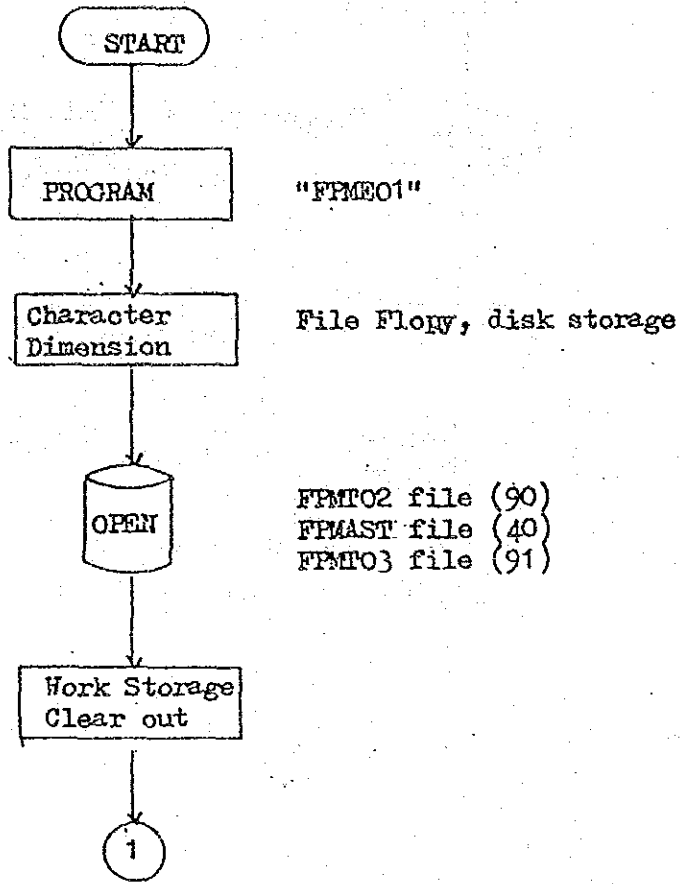 START
PROGRAM
"FPME01"
Character
Dimension
File Flopy, disk storage
OPEN
FPMT02 file (90)
FPMAST file (40)
FPMT03 file (91)
Work Storage
Clear out
1